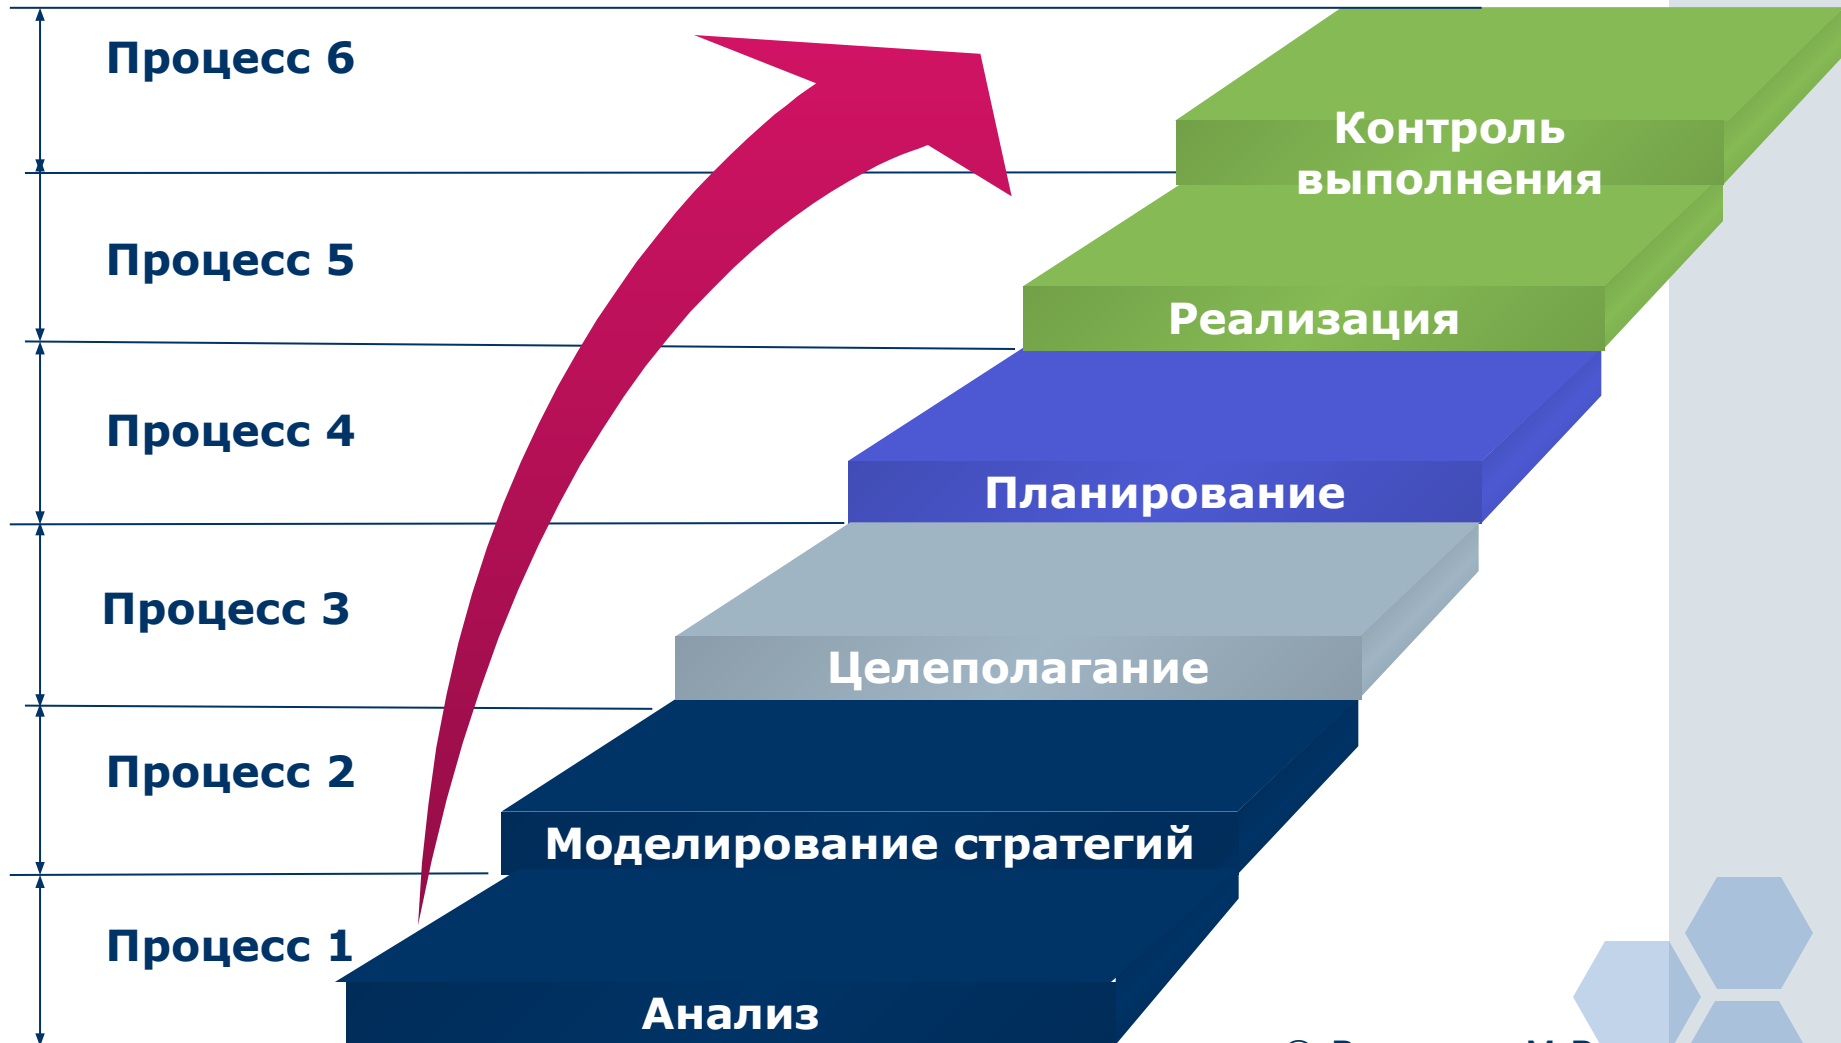 Процесс 6
Контроль
выполнения
Процесс 5
Реализация
Процесс 4
Планирование
Процесс 3
Целеполагание
Процесс 2
Моделирование стратегий
Процесс 1
Анализ